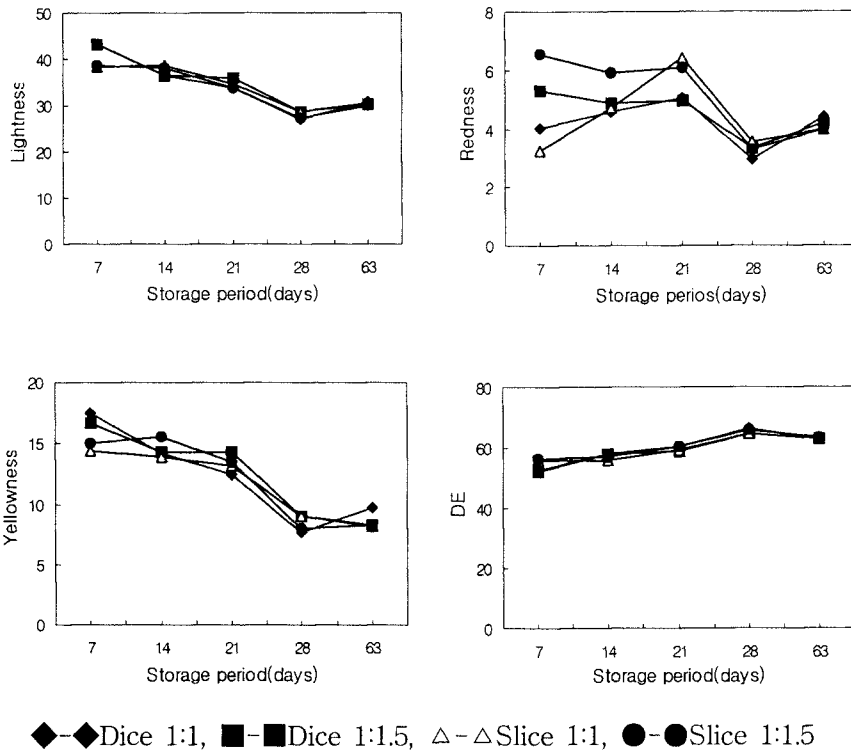 50
40
30
20
10
0
Lightness
7 14 21 28 63
Storage period(days)
8
6
4
2
0
Redness
7 14 21 28 63
Storage perios(days)
20
15
10
5
0
Yellowness
7 14 21 28 63
Storage period(days)
80
60
40
20
0
DE
7 14 21 28 63
Storage period(days)
Dice 1:1, Dice 1:1.5, Slice 1:1, Slice 1:1.5